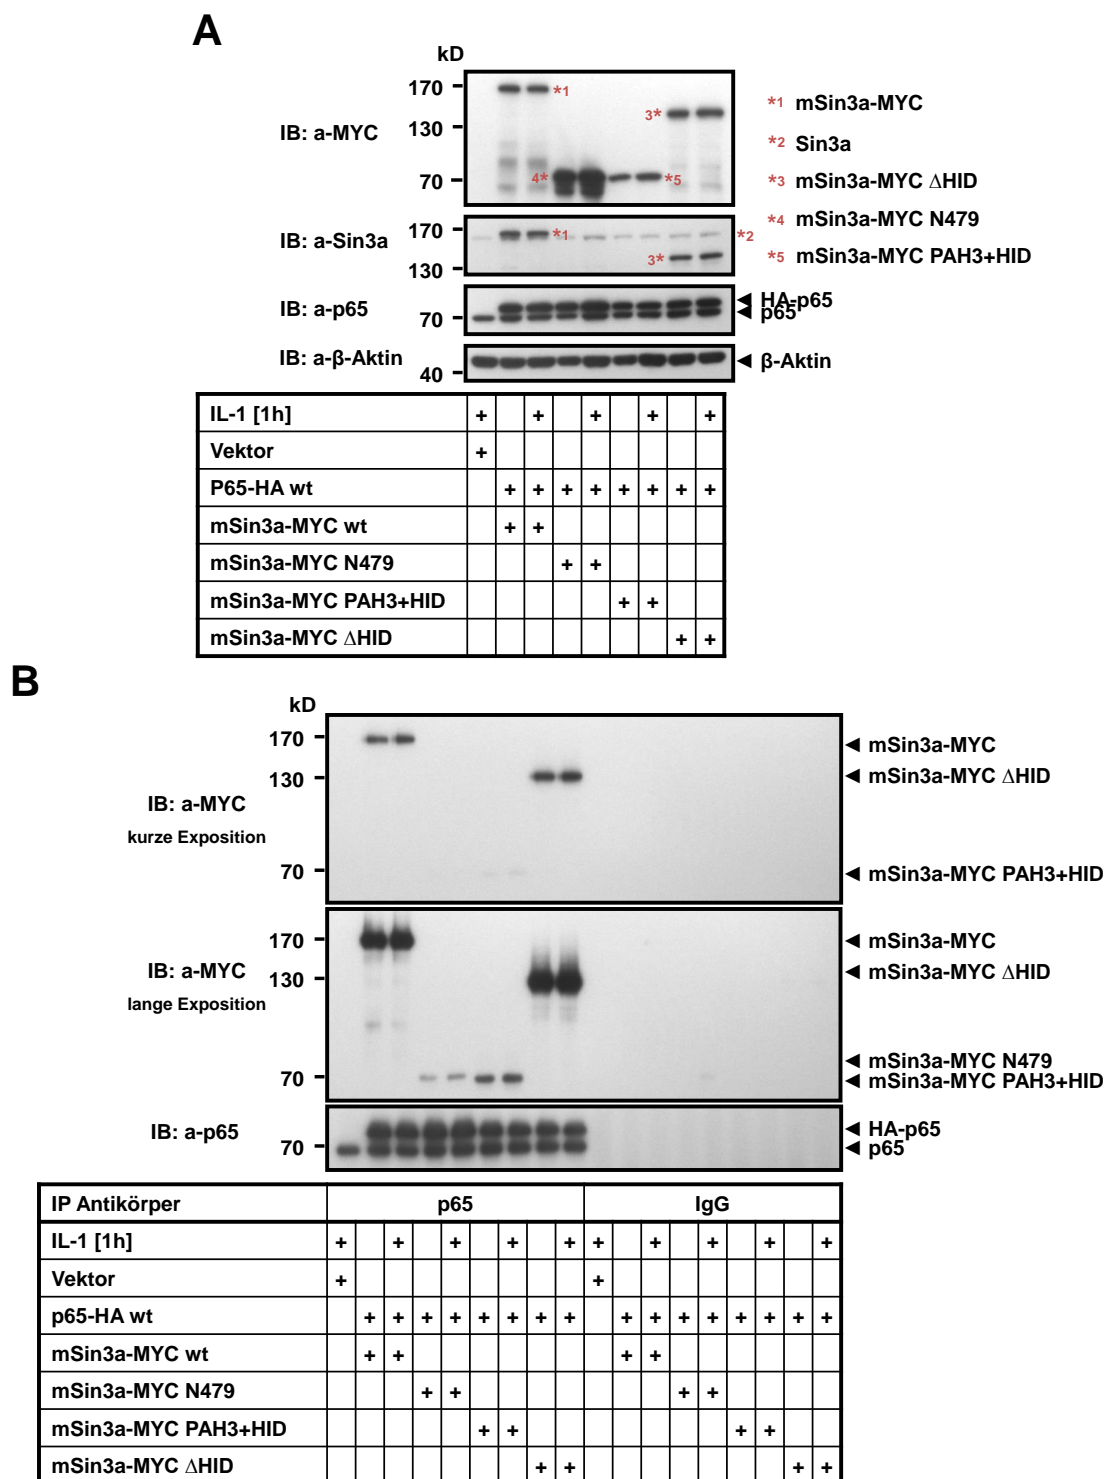 A
kD
170
130
70
IB: a-MYC
*1
3*
4*
*5
*1 mSin3a-MYC
*2 Sin3a
*3 mSin3a-MYC ΔHID
*4 mSin3a-MYC N479
*5 mSin3a-MYC PAH3+HID
IB: a-Sin3a
170
130
*1
*2
3*
IB: a-p65
70
HA-p65
p65
IB: a-β-Aktin
40
β-Aktin
IL-1 [1h] + + + + +
Vektor +
P65-HA wt + + + + + + + +
mSin3a-MYC wt + +
mSin3a-MYC N479 + +
mSin3a-MYC PAH3+HID + +
mSin3a-MYC ΔHID + +
B
kD
170
130
70
IB: a-MYC
kurze Exposition
mSin3a-MYC
mSin3a-MYC ΔHID
mSin3a-MYC PAH3+HID
170
130
70
IB: a-MYC
lange Exposition
mSin3a-MYC
mSin3a-MYC ΔHID
mSin3a-MYC N479
mSin3a-MYC PAH3+HID
IB: a-p65
70
HA-p65
p65
IP Antikörper p65 IgG
IL-1 [1h] + + + + + + + + + +
Vektor + +
p65-HA wt + + + + + + + + + + + + + + + +
mSin3a-MYC wt + + + +
mSin3a-MYC N479 + + + +
mSin3a-MYC PAH3+HID + + + +
mSin3a-MYC ΔHID + + + +